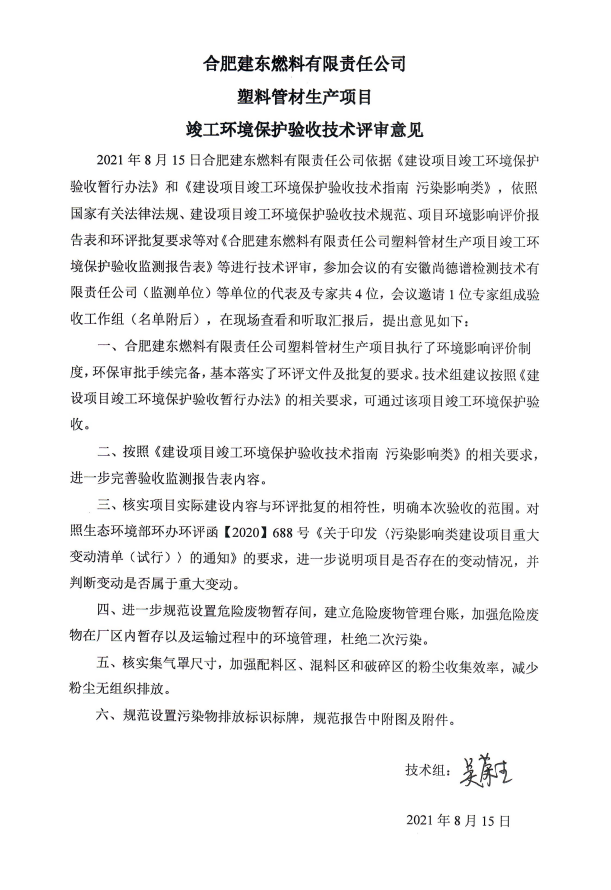 合肥建东燃料有限责任公司
塑料管材生产项目
竣工环境保护验收技术评审意见
2021 年 8 月 15 日合肥建东燃料有限责任公司依据《建设项目竣工环境保护
验收暂行办法》和《建设项目竣工环境保护验收技术指南 污染影响类》，依照
国家有关法律法规、建设项目竣工环境保护验收技术规范、项目环境影响评价报
告表和环评批复要求等对《合肥建东燃料有限责任公司塑料管材生产项目竣工环
境保护验收监测报告表》等进行技术评审，参加会议的有安徽尚德谱检测技术有
限责任公司（监测单位）等单位的代表及专家共 4 位，会议邀请 1 位专家组成验
收工作组（名单附后），在现场查看和听取汇报后，提出意见如下：
一、合肥建东燃料有限责任公司塑料管材生产项目执行了环境影响评价制
度，环保审批手续完备，基本落实了环评文件及批复的要求。技术组建议按照《建
设项目竣工环境保护验收暂行办法》的相关要求，可通过该项目竣工环境保护验
收。
二、按照《建设项目竣工环境保护验收技术指南 污染影响类》的相关要求，
进一步完善验收监测报告表内容。
三、核实项目实际建设内容与环评批复的相符性，明确本次验收的范围。对
照生态环境部环办环评函【2020】688 号《关于印发〈污染影响类建设项目重大
变动清单（试行）〉的通知》的要求，进一步说明项目是否存在的变动情况，并
判断变动是否属于重大变动。
四、进一步规范设置危险废物暂存间，建立危险废物管理台账，加强危险废
物在厂区内暂存以及运输过程中的环境管理，杜绝二次污染。
五、核实集气罩尺寸，加强配料区、混料区和破碎区的粉尘收集效率，减少
粉尘无组织排放。
六、规范设置污染物排放标识标牌，规范报告中附图及附件。
技术组：
2021 年 8 月 15 日